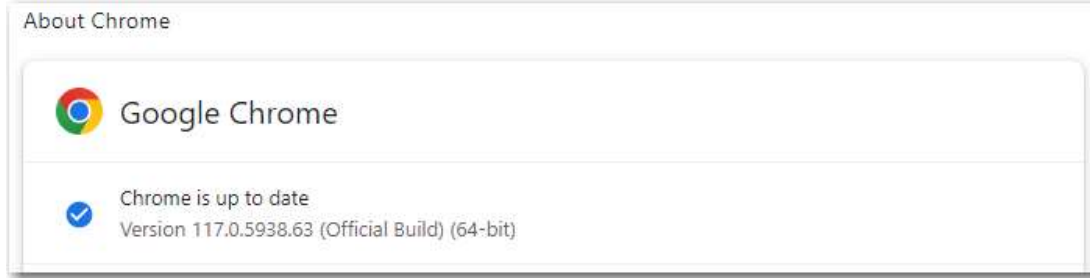 About Chrome
Google Chrome
Chrome is up to date
Version 117.0.5938.63 (Official Build) (64-bit)